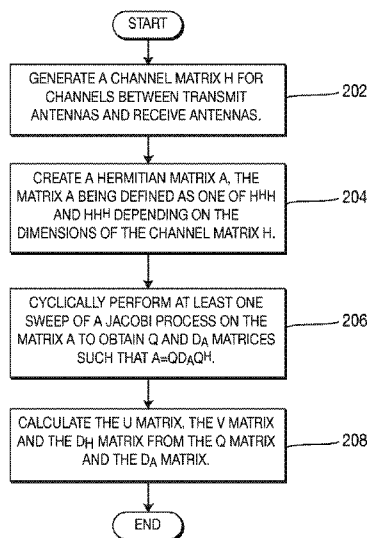 START
GENERATE A CHANNEL MATRIX H FOR
CHANNELS BETWEEN TRANSMIT
ANTENNAS AND RECEIVE ANTENNAS.
202
CREATE A HERMITIAN MATRIX A, THE
MATRIX A BEING DEFINED AS ONE OF HᴴH
AND HHᴴ DEPENDING ON THE
DIMENSIONS OF THE CHANNEL MATRIX H.
204
CYCLICALLY PERFORM AT LEAST ONE
SWEEP OF A JACOBI PROCESS ON THE
MATRIX A TO OBTAIN Q AND DA MATRICES
SUCH THAT A=QDAQᴴ.
206
CALCULATE THE U MATRIX, THE V MATRIX
AND THE DH MATRIX FROM THE Q MATRIX
AND THE DA MATRIX.
208
END